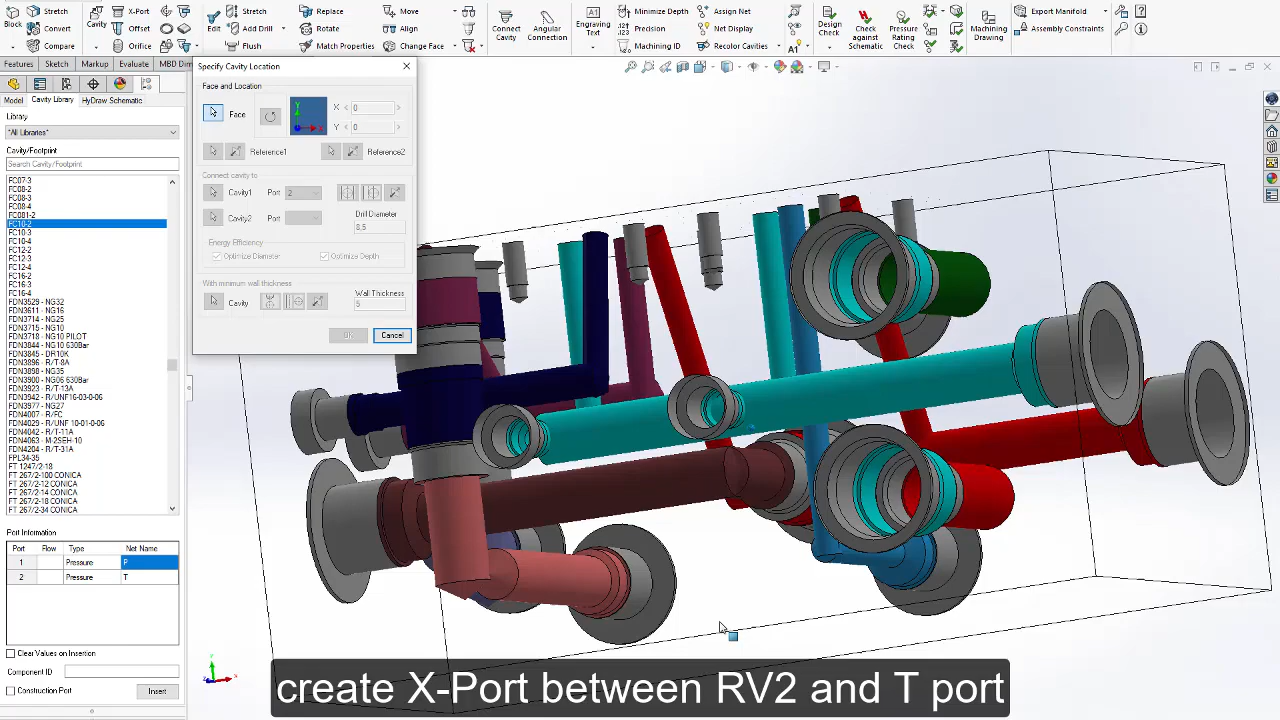 Block
Stretch
Convert
Compare
Cavity
X-Port
Offset
Orifice
Edit
Stretch
Add Drill
Flush
Replace
Rotate
Match Properties
Move
Align
Change Face
Connect Cavity
Angular Connection
Engraving Text
Minimize Depth
Precision
Machining ID
Assign Net
Net Display
Recolor Cavities
Design Check
Check against Schematic
Pressure Rating Check
Machining Drawing
Export Manifold
Assembly Constraints
Features
Sketch
Markup
Evaluate
MBD Dim
Model
Cavity Library
HyDraw Schematic
Library
*All Libraries*
Cavity/Footprint
Search Cavity/Footprint
FC07-3
FC08-2
FC08-3
FC08-4
FC081-2
FC10-2
FC10-3
FC10-4
FC12-2
FC12-3
FC12-4
FC16-2
FC16-3
FC16-4
FDN3529 - NG32
FDN3711 - NG16
FDN3714 - NG25
FDN3715 - NG10
FDN3718 - NG10 PILOT
FDN3844 - NG10 630Bar
FDN3845 - DR10K
FDN3896 - R/T-8A
FDN3898 - NG35
FDN3900 - NG06 630Bar
FDN3923 - R/T-13A
FDN3942 - R/UNF16-03-0-06
FDN3977 - NG27
FDN4007 - R/FC
FDN4029 - R/UNF 10-01-0-06
FDN4042 - R/T-11A
FDN4063 - M-2SEH-10
FDN4204 - R/T-31A
FPL34-35
FT 1247/2-18
FT 257/2-100 CONICA
FT 267/2-12 CONICA
FT 267/2-14 CONICA
FT 267/2-18 CONICA
FT 267/2-34 CONICA
Port Information
Port Flow Type Net Name
1 Pressure P
2 Pressure T
Clear Values on Insertion
Component ID
Construction Port
Insert
Specify Cavity Location
Face and Location
Face
X 0
Y 0
Reference1
Reference2
Connect cavity to
Cavity1 Port 2
Cavity2 Port
Drill Diameter
8,5
Energy Efficiency
Optimize Diameter
Optimize Depth
With minimum wall thickness
Cavity
Wall Thickness
5
OK
Cancel
create X-Port between RV2 and T port